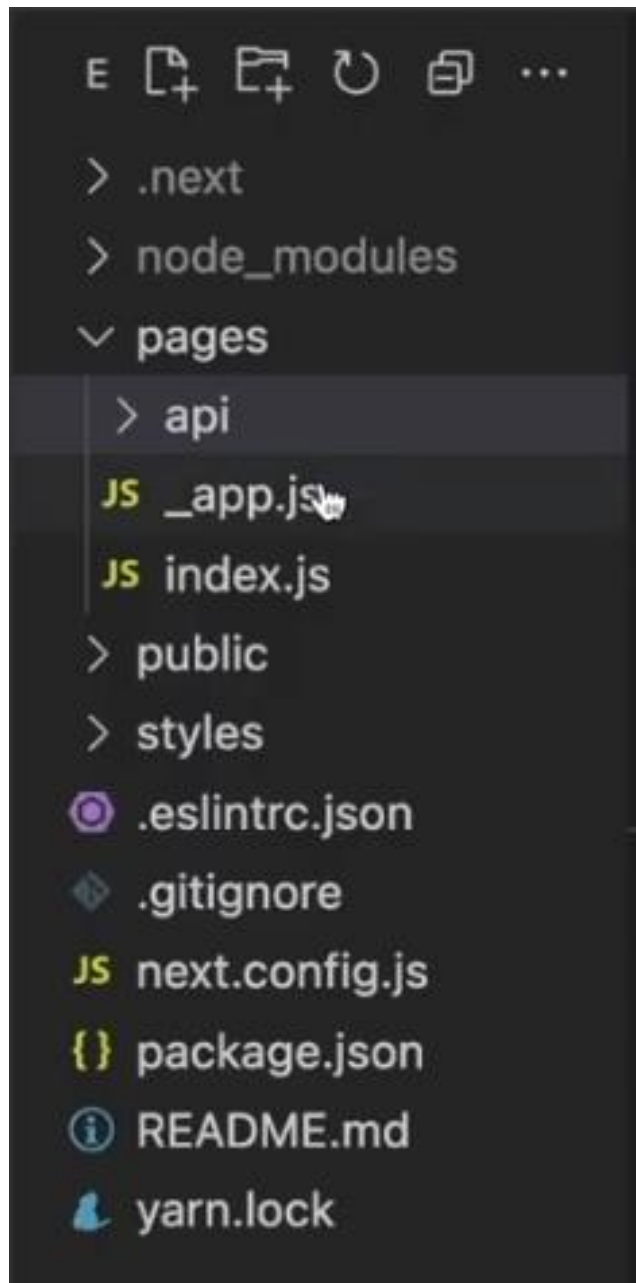 E ...
.next
node_modules
pages
api
JS _app.js
JS index.js
public
styles
.eslintrc.json
.gitignore
JS next.config.js
{} package.json
README.md
yarn.lock